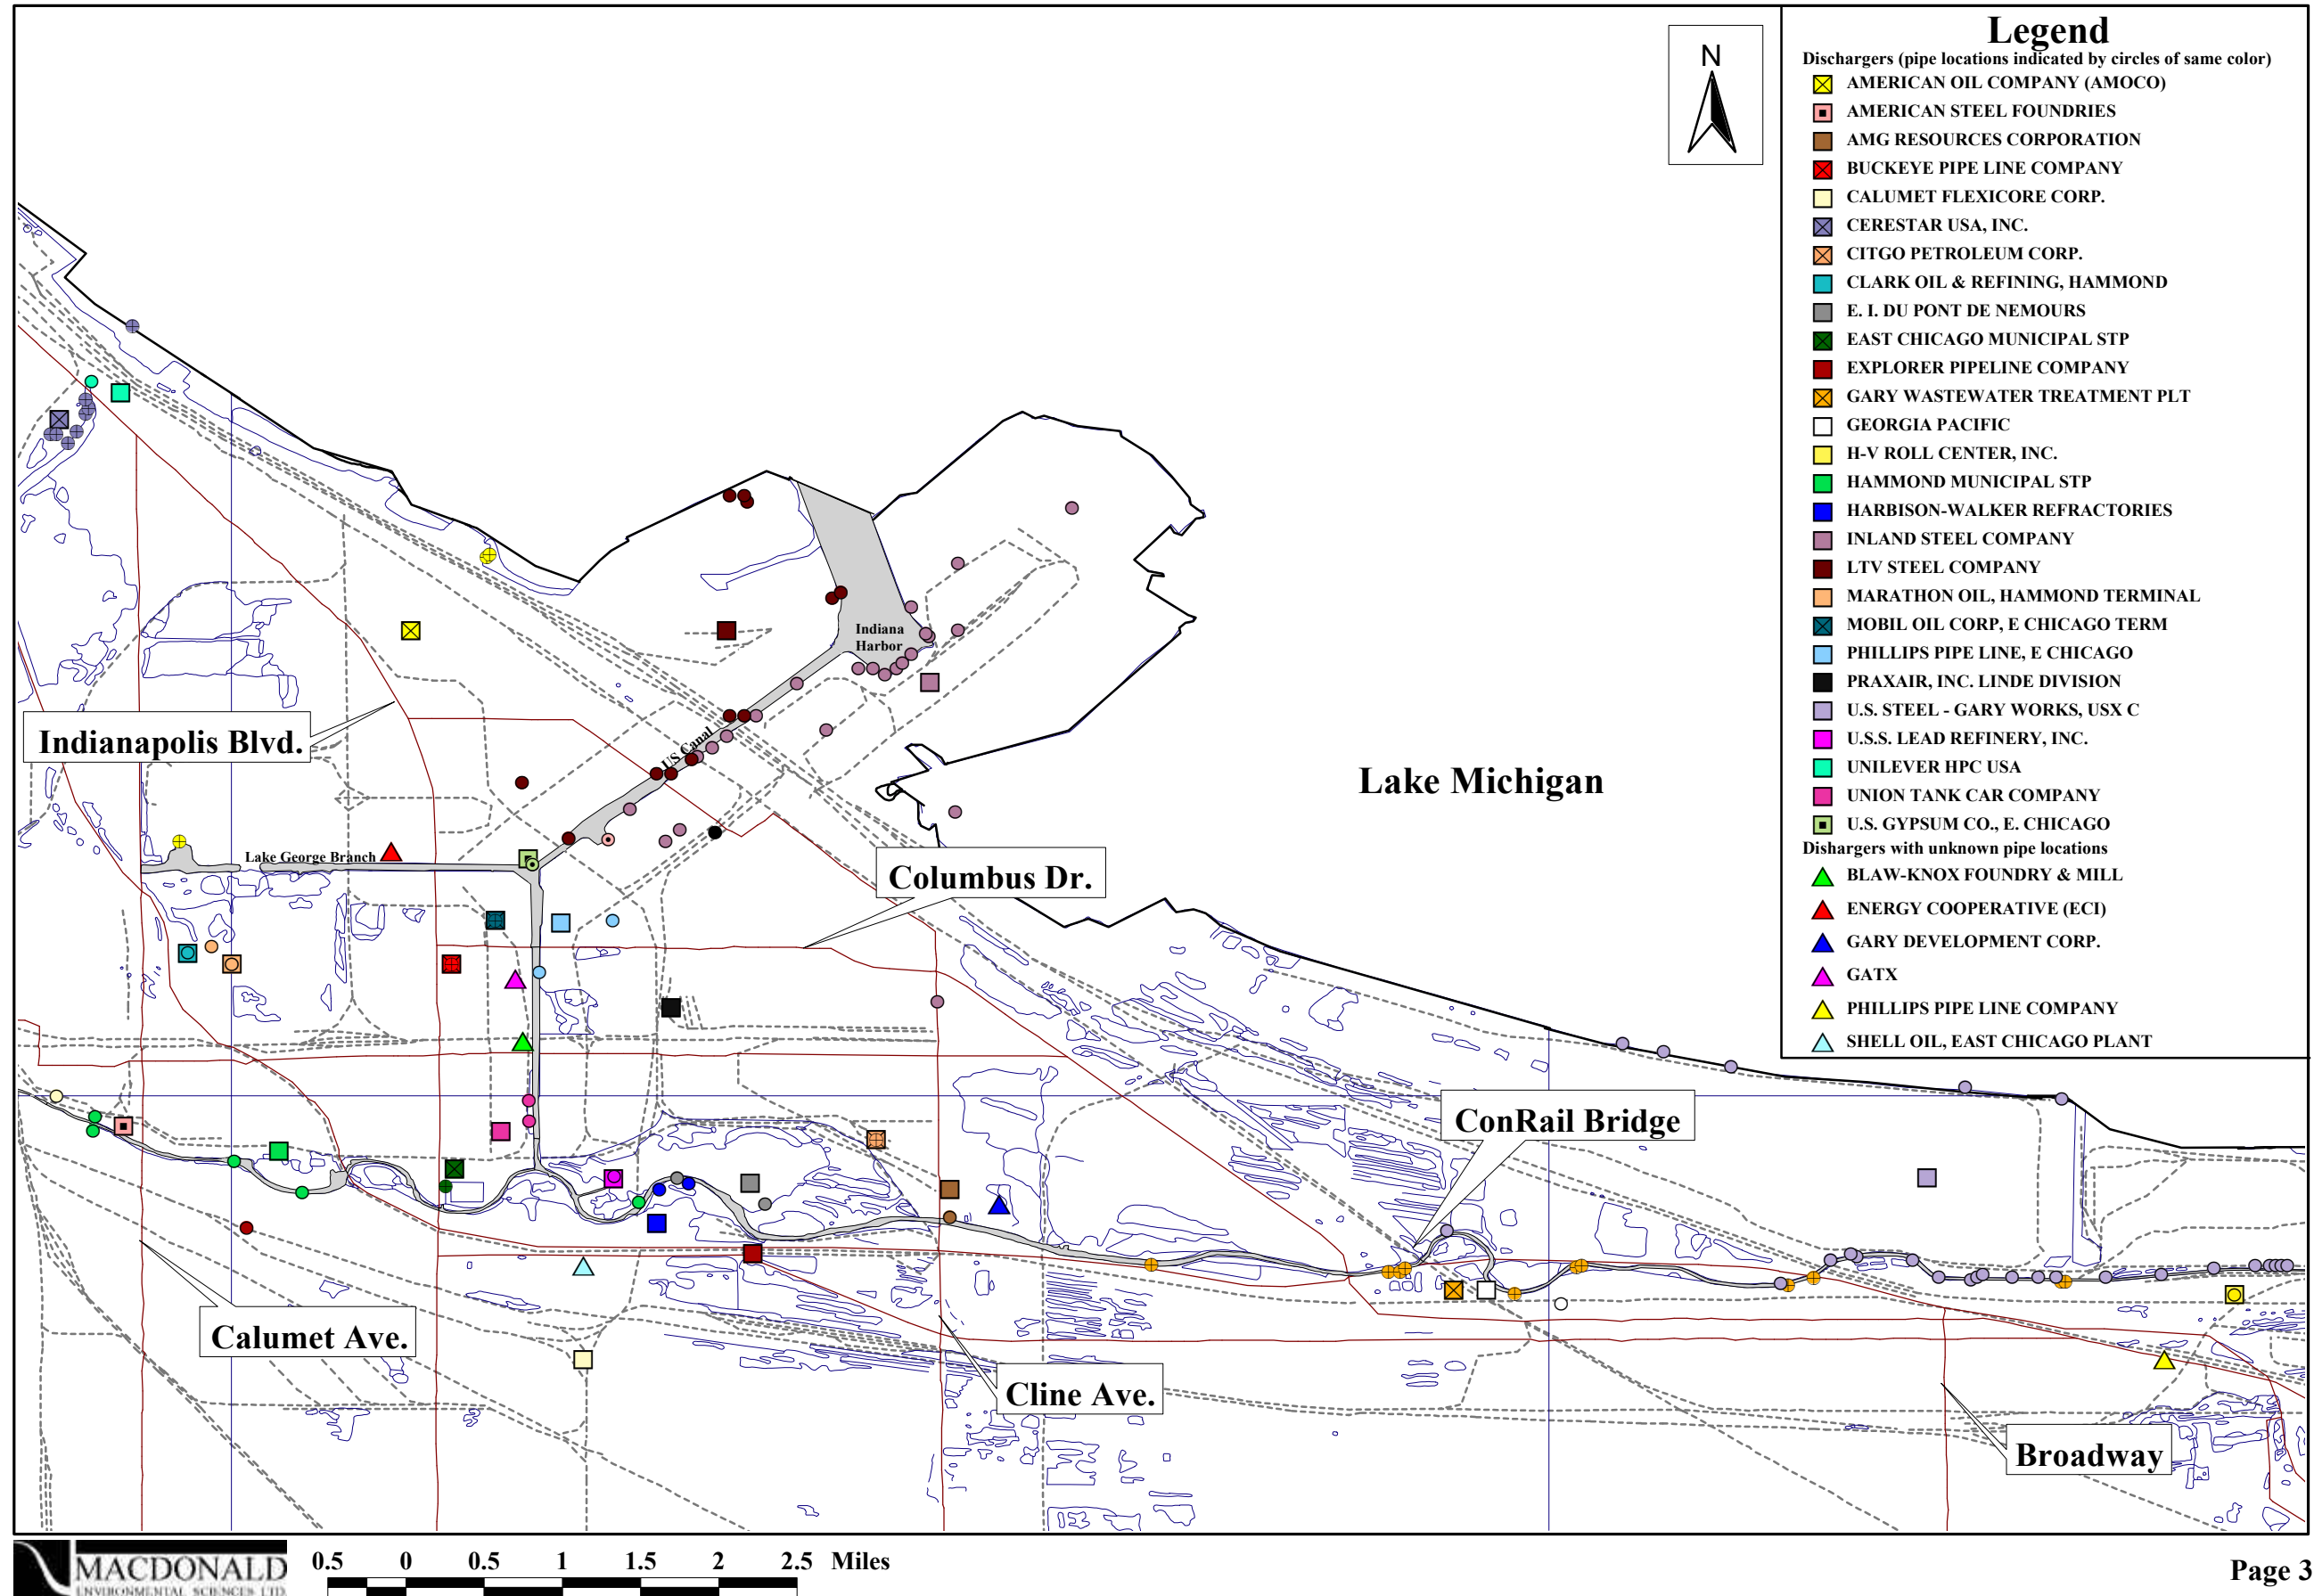 N
Legend
Dischargers (pipe locations indicated by circles of same color)
AMERICAN OIL COMPANY (AMOCO)
AMERICAN STEEL FOUNDRIES
AMG RESOURCES CORPORATION
BUCKEYE PIPE LINE COMPANY
CALUMET FLEXICORE CORP.
CERESTAR USA, INC.
CITGO PETROLEUM CORP.
CLARK OIL & REFINING, HAMMOND
E. I. DU PONT DE NEMOURS
EAST CHICAGO MUNICIPAL STP
EXPLORER PIPELINE COMPANY
GARY WASTEWATER TREATMENT PLT
GEORGIA PACIFIC
H-V ROLL CENTER, INC.
HAMMOND MUNICIPAL STP
HARBISON-WALKER REFRACTORIES
INLAND STEEL COMPANY
LTV STEEL COMPANY
MARATHON OIL, HAMMOND TERMINAL
MOBIL OIL CORP, E CHICAGO TERM
PHILLIPS PIPE LINE, E CHICAGO
PRAXAIR, INC. LINDE DIVISION
U.S. STEEL - GARY WORKS, USX C
U.S.S. LEAD REFINERY, INC.
UNILEVER HPC USA
UNION TANK CAR COMPANY
U.S. GYPSUM CO., E. CHICAGO
Dishargers with unknown pipe locations
BLAW-KNOX FOUNDRY & MILL
ENERGY COOPERATIVE (ECI)
GARY DEVELOPMENT CORP.
GATX
PHILLIPS PIPE LINE COMPANY
SHELL OIL, EAST CHICAGO PLANT
Indiana
Harbor
Indianapolis Blvd.
US Canal
Lake Michigan
Lake George Branch
Columbus Dr.
ConRail Bridge
Calumet Ave.
Cline Ave.
Broadway
MACDONALD
ENVIRONMENTAL SCIENCES LTD.
0.5 0 0.5 1 1.5 2 2.5 Miles
Page 3